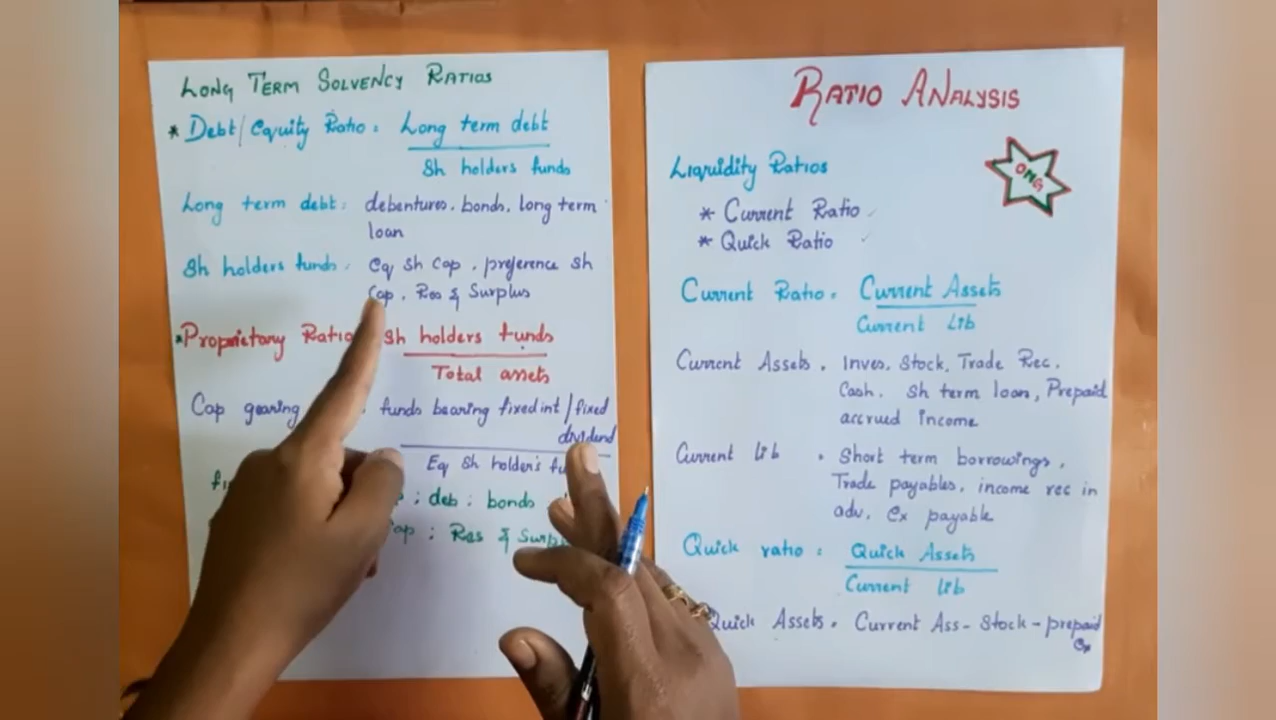 LONG TERM SOLVENCY RATIOS
* Debt/Equity Ratio = Long term debt
Sh holders funds
Long term debt = debentures, bonds, long term
loan
Sh holders funds = Eq Sh Cap, preference Sh
Cap, Res & Surplus
*Proprietary Ratio Sh holders funds
Total assets
Cap gearing funds bearing fixed int/fixed
dividend
Eq Sh holder's
; deb ; bonds
Cap ; Res & Surp
RATIO ANALYSIS
OMG
Liquidity Ratios
* Current Ratio
* Quick Ratio
Current Ratio = Current Assets
Current Lib
Current Assets = Inves, Stock, Trade Rec,
Cash, Sh term loan, Prepaid
accrued income
Current Lib = Short term borrowings,
Trade payables, income rec in
adv, Ex payable
Quick ratio = Quick Assets
Current Lib
Quick Assets = Current Ass - Stock - prepaid
Ex